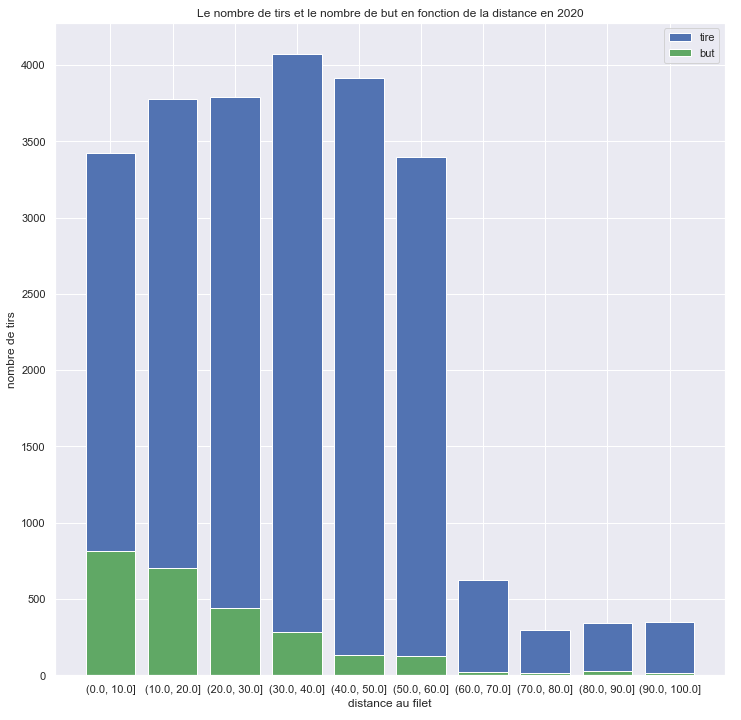 Le nombre de tirs et le nombre de but en fonction de la distance en 2020
tire
but
4000
3500
3000
2500
2000
1500
1000
500
0
nombre de tirs
(0.0, 10.0] (10.0, 20.0] (20.0, 30.0] (30.0, 40.0] (40.0, 50.0] (50.0, 60.0] (60.0, 70.0] (70.0, 80.0] (80.0, 90.0] (90.0, 100.0]
distance au filet